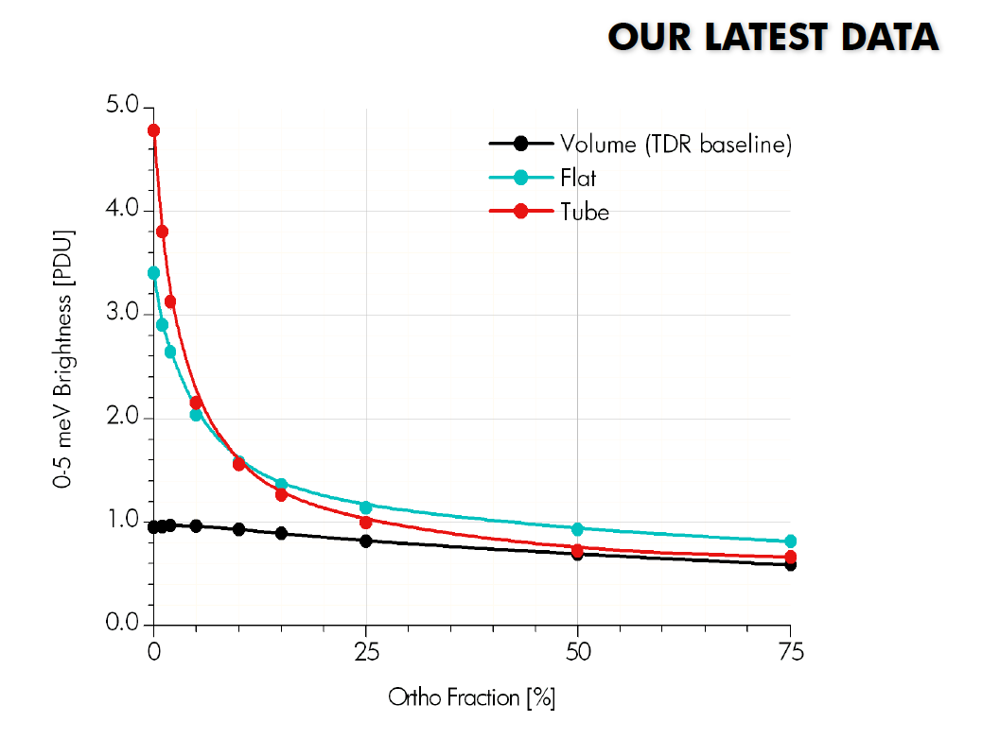 OUR LATEST DATA
5.0
4.0
3.0
2.0
1.0
0.0
0-5 meV Brightness [PDU]
Volume (TDR baseline)
Flat
Tube
0
25
50
75
Ortho Fraction [%]